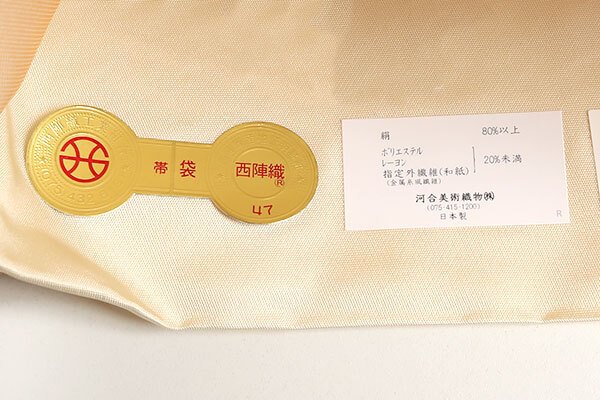 帯袋
西陣織
®
47
絹 80%以上
ポリエステル
レーヨン 20%未満
指定外繊維(和紙)
(金属糸風繊維)
河合美術織物㈱
(075-415-1200)
日本製
R